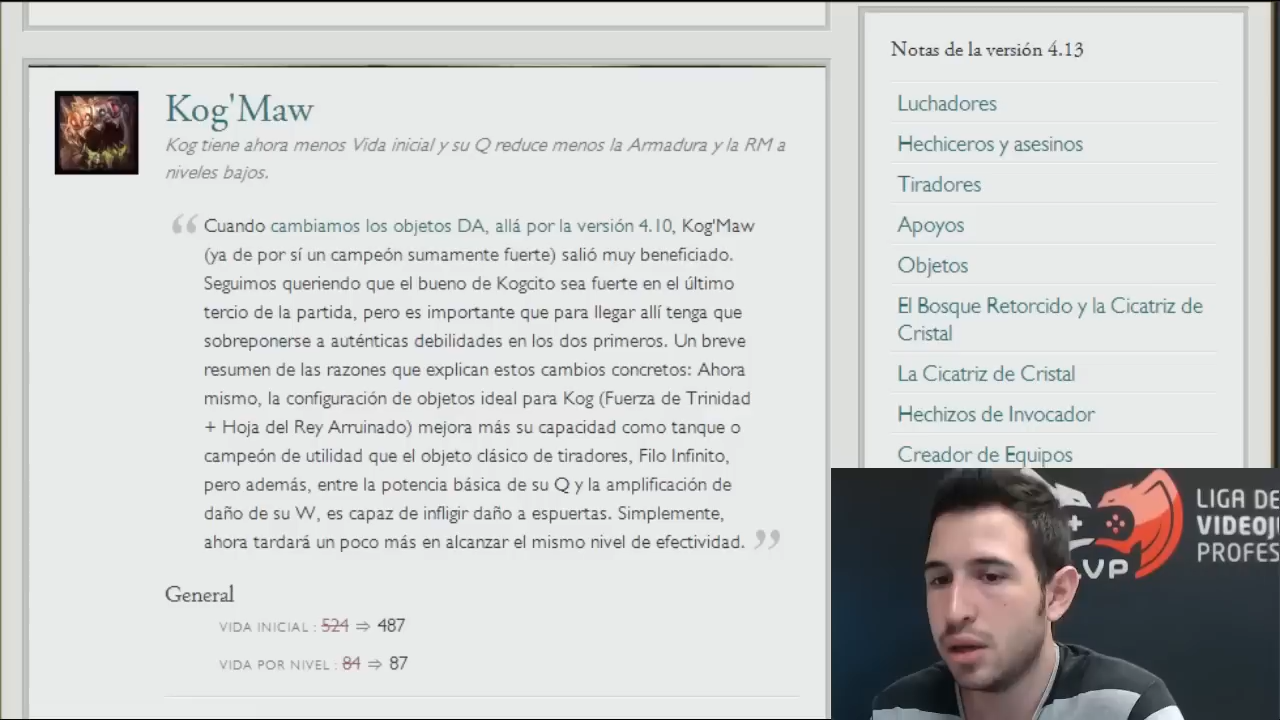 Kog'Maw
Kog tiene ahora menos Vida inicial y su Q reduce menos la Armadura y la RM a
niveles bajos.
“ Cuando cambiamos los objetos DA, allá por la versión 4.10, Kog'Maw
(ya de por sí un campeón sumamente fuerte) salió muy beneficiado.
Seguimos queriendo que el bueno de Kogcito sea fuerte en el último
tercio de la partida, pero es importante que para llegar allí tenga que
sobreponerse a auténticas debilidades en los dos primeros. Un breve
resumen de las razones que explican estos cambios concretos: Ahora
mismo, la configuración de objetos ideal para Kog (Fuerza de Trinidad
+ Hoja del Rey Arruinado) mejora más su capacidad como tanque o
campeón de utilidad que el objeto clásico de tiradores, Filo Infinito,
pero además, entre la potencia básica de su Q y la amplificación de
daño de su W, es capaz de infligir daño a espuertas. Simplemente,
ahora tardará un poco más en alcanzar el mismo nivel de efectividad. ”
General
VIDA INICIAL : 524 ⇒ 487
VIDA POR NIVEL : 84 ⇒ 87
Notas de la versión 4.13
Luchadores
Hechiceros y asesinos
Tiradores
Apoyos
Objetos
El Bosque Retorcido y la Cicatriz de
Cristal
La Cicatriz de Cristal
Hechizos de Invocador
Creador de Equipos
LIGA DE
VIDEOJ
PROFES
LVP